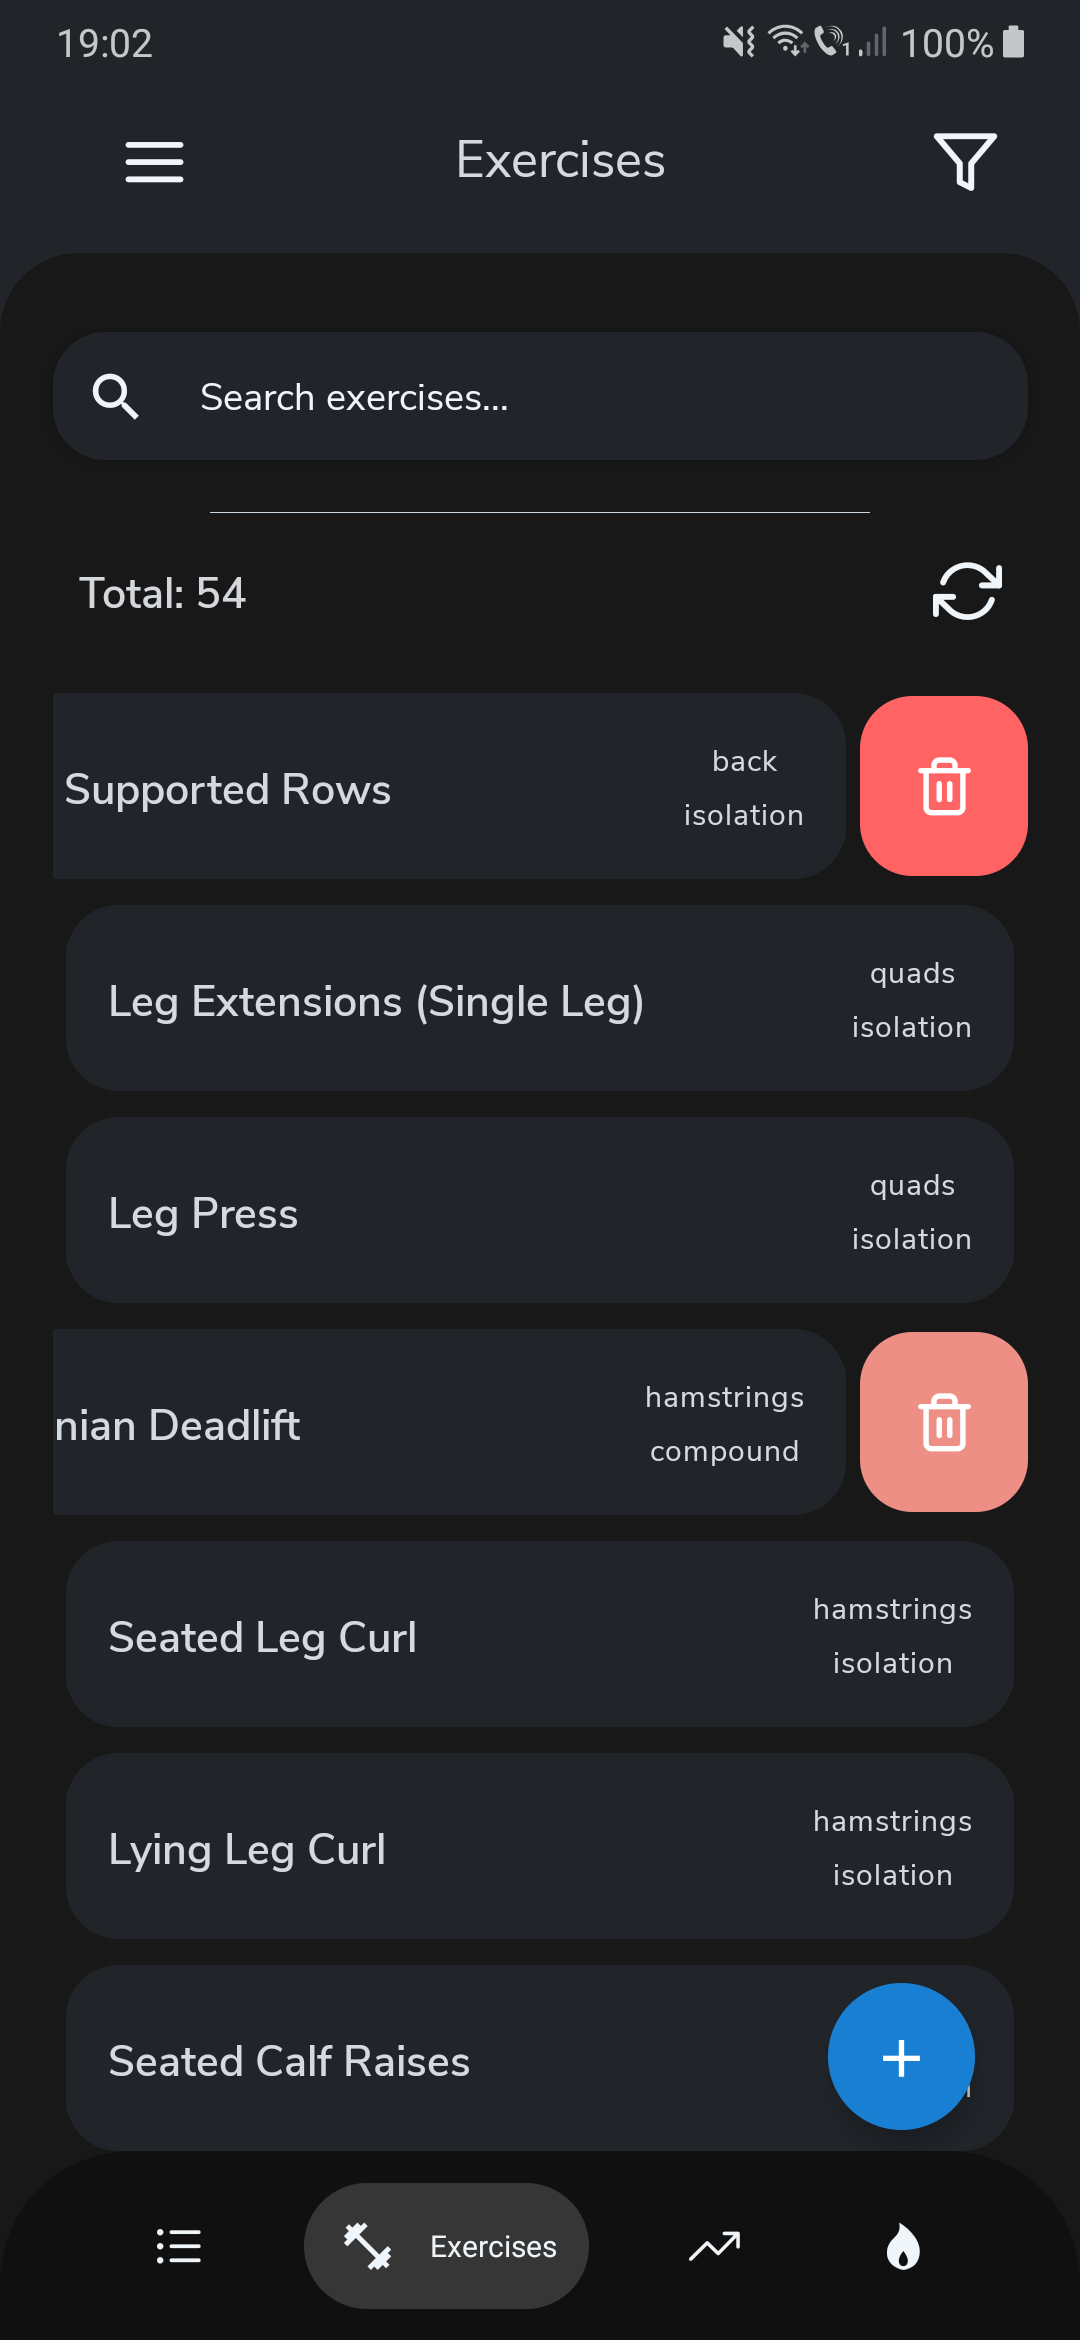 19:02
1 100%
Exercises
Search exercises...
Total: 54
Supported Rows
back
isolation
Leg Extensions (Single Leg)
quads
isolation
Leg Press
quads
isolation
nian Deadlift
hamstrings
compound
Seated Leg Curl
hamstrings
isolation
Lying Leg Curl
hamstrings
isolation
Seated Calf Raises
Exercises